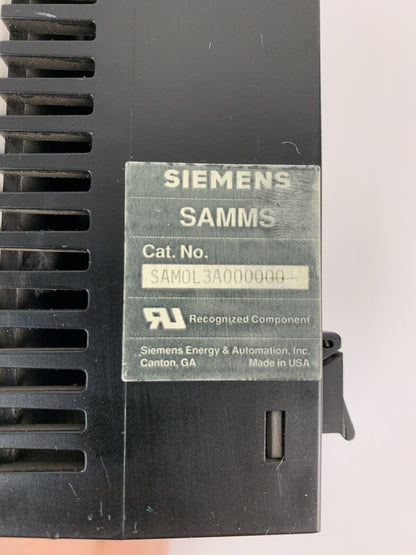 SIEMENS
SAMMS
Cat. No.
SAM0L3A000000
Recognized Component
Siemens Energy & Automation, Inc.
Canton, GA Made in USA